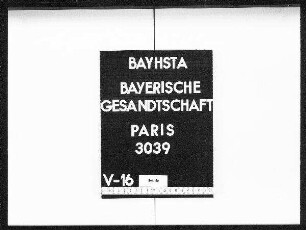 BAYHSTA
BAYERISCHE
GESANDTSCHAFT
PARIS
3039
V-16